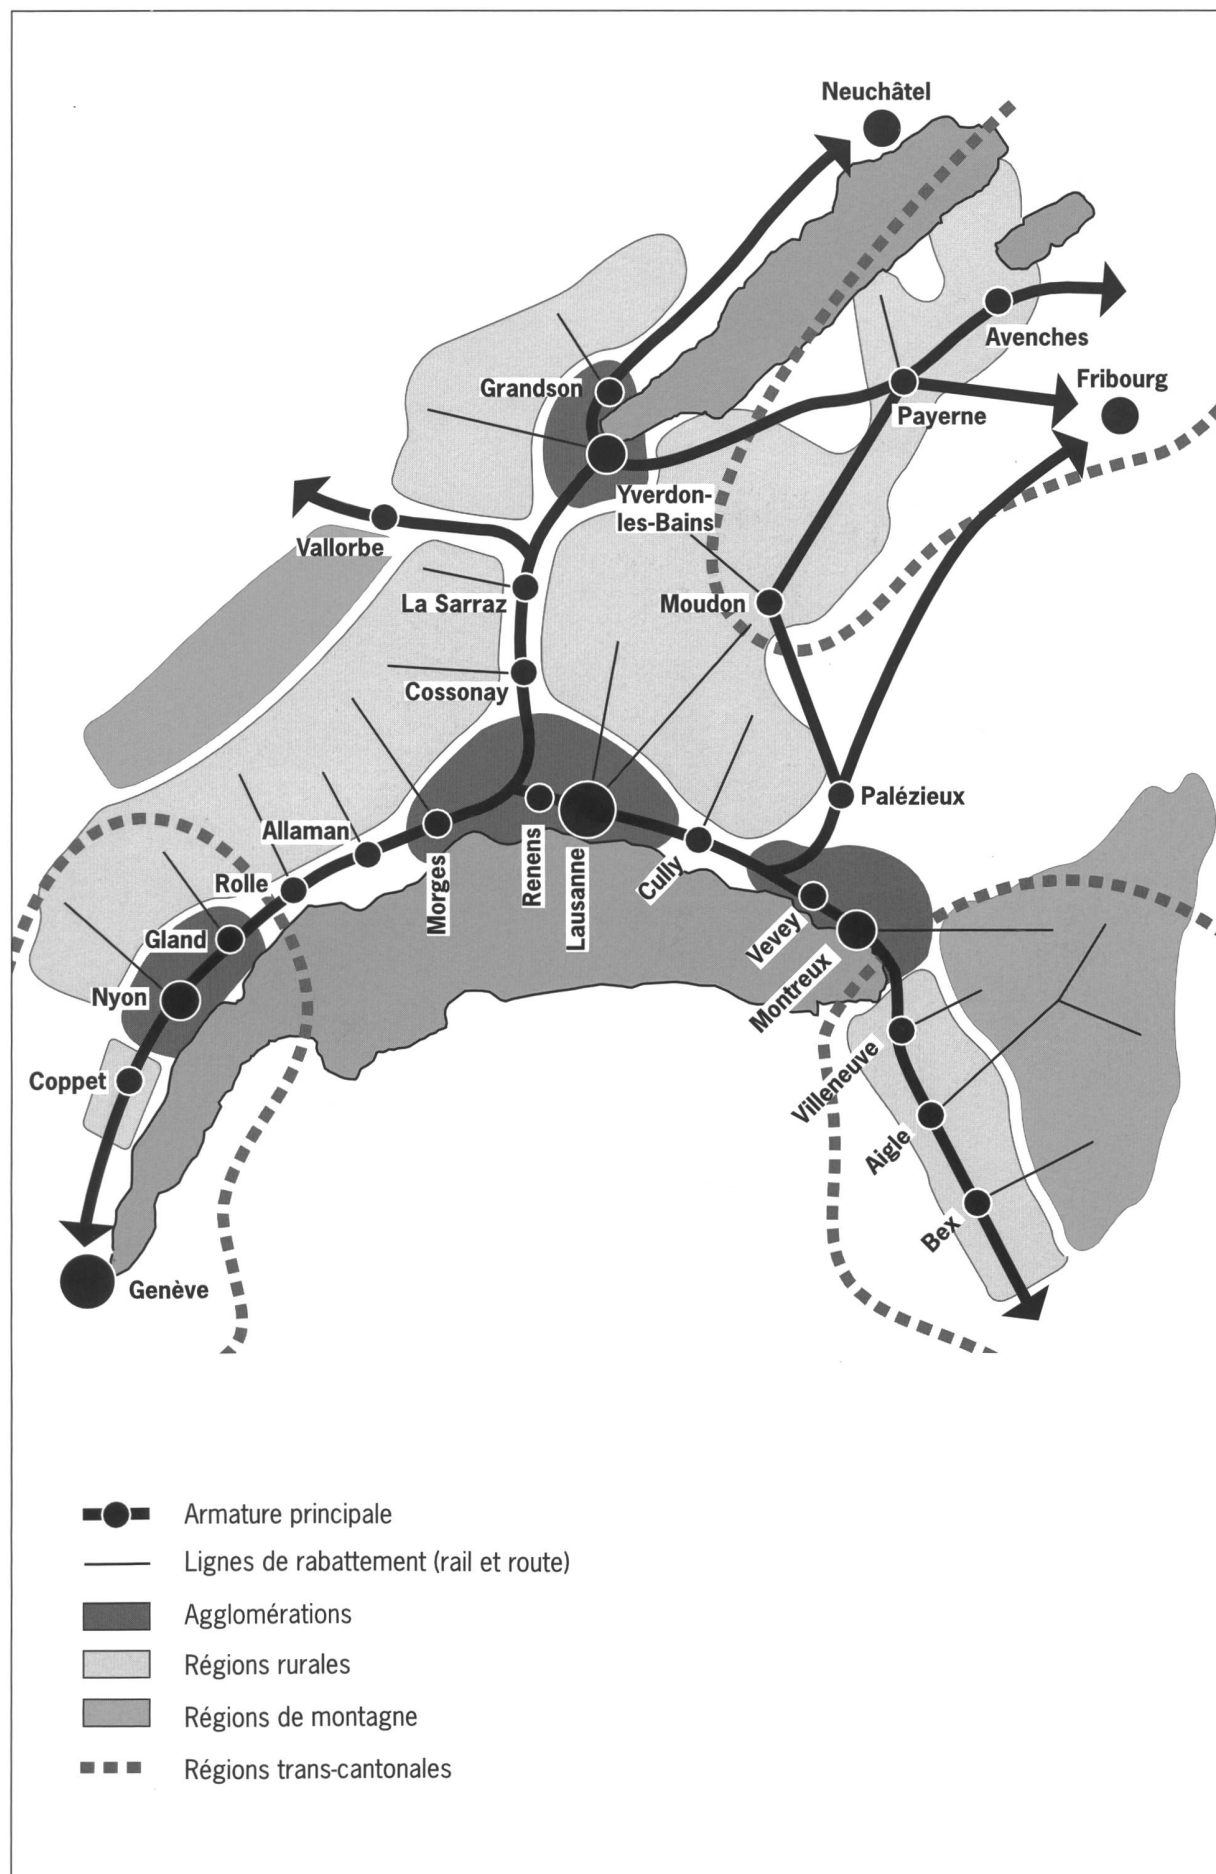 Neuchâtel
Avenches
Fribourg
Grandson
Payerne
Yverdon-
les-Bains
Vallorbe
La Sarraz
Moudon
Cossonay
Palézieux
Allaman
Rolle
Morges
Renens
Lausanne
Cully
Gland
Vevey
Nyon
Montreux
Coppet
Villeneuve
Aigle
Bex
Genève
Armature principale
Lignes de rabattement (rail et route)
Agglomérations
Régions rurales
Régions de montagne
Régions trans-cantonales